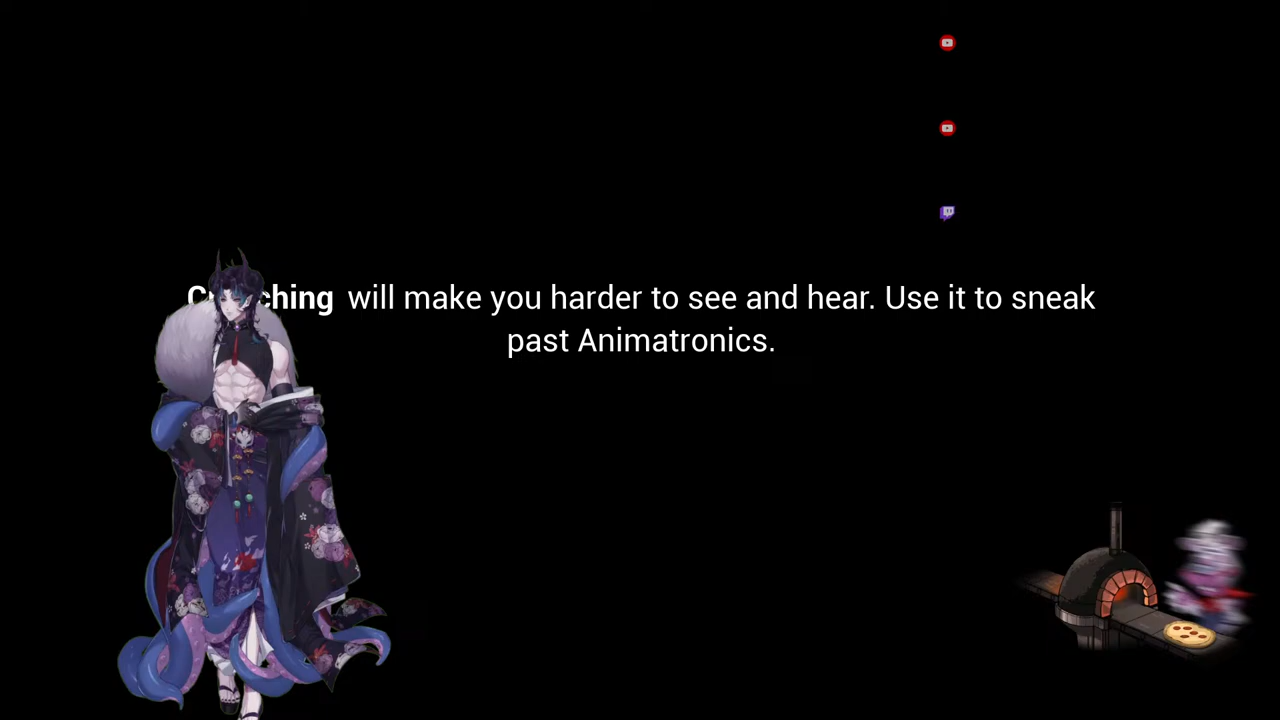 will make you harder to see and hear. Use it to sneak
past Animatronics.